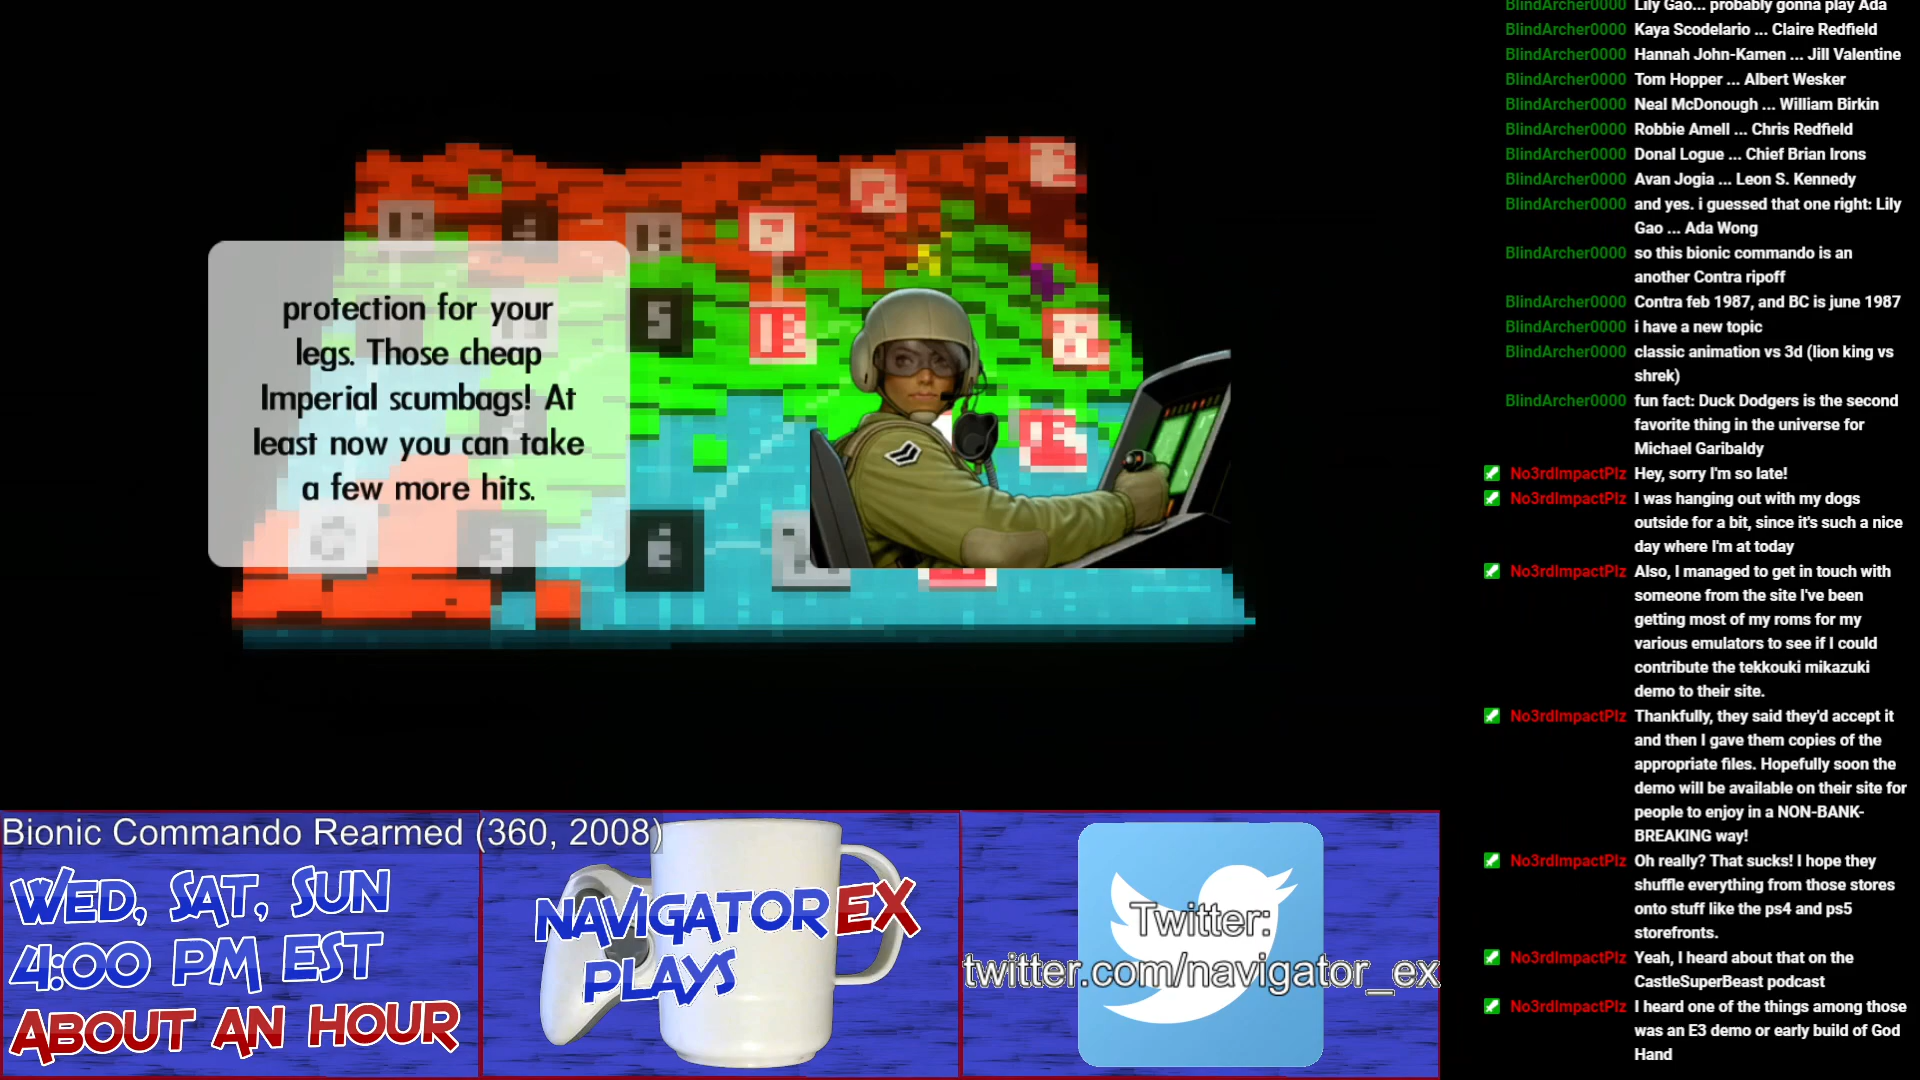 protection for your
legs. Those cheap
Imperial scumbags! At
least now you can take
a few more hits.
5
Bionic Commando Rearmed (360, 2008)
WED, SAT, SUN
4:00 PM EST
ABOUT AN HOUR
NAVIGATOR EX
PLAYS
Twitter:
twitter.com/navigator_ex
BlindArcher0000 Lily Gao... probably gonna play Ada
BlindArcher0000 Kaya Scodelario ... Claire Redfield
BlindArcher0000 Hannah John-Kamen ... Jill Valentine
BlindArcher0000 Tom Hopper ... Albert Wesker
BlindArcher0000 Neal McDonough ... William Birkin
BlindArcher0000 Robbie Amell ... Chris Redfield
BlindArcher0000 Donal Logue ... Chief Brian Irons
BlindArcher0000 Avan Jogia ... Leon S. Kennedy
BlindArcher0000 and yes. i guessed that one right: Lily
Gao ... Ada Wong
BlindArcher0000 so this bionic commando is an
another Contra ripoff
BlindArcher0000 Contra feb 1987, and BC is june 1987
BlindArcher0000 i have a new topic
BlindArcher0000 classic animation vs 3d (lion king vs
shrek)
BlindArcher0000 fun fact: Duck Dodgers is the second
favorite thing in the universe for
Michael Garibaldy
No3rdImpactPlz Hey, sorry I'm so late!
No3rdImpactPlz I was hanging out with my dogs
outside for a bit, since it's such a nice
day where I'm at today
No3rdImpactPlz Also, I managed to get in touch with
someone from the site I've been
getting most of my roms for my
various emulators to see if I could
contribute the tekkouki mikazuki
demo to their site.
No3rdImpactPlz Thankfully, they said they'd accept it
and then I gave them copies of the
appropriate files. Hopefully soon the
demo will be available on their site for
people to enjoy in a NON-BANK-
BREAKING way!
No3rdImpactPlz Oh really? That sucks! I hope they
shuffle everything from those stores
onto stuff like the ps4 and ps5
storefronts.
No3rdImpactPlz Yeah, I heard about that on the
CastleSuperBeast podcast
No3rdImpactPlz I heard one of the things among those
was an E3 demo or early build of God
Hand